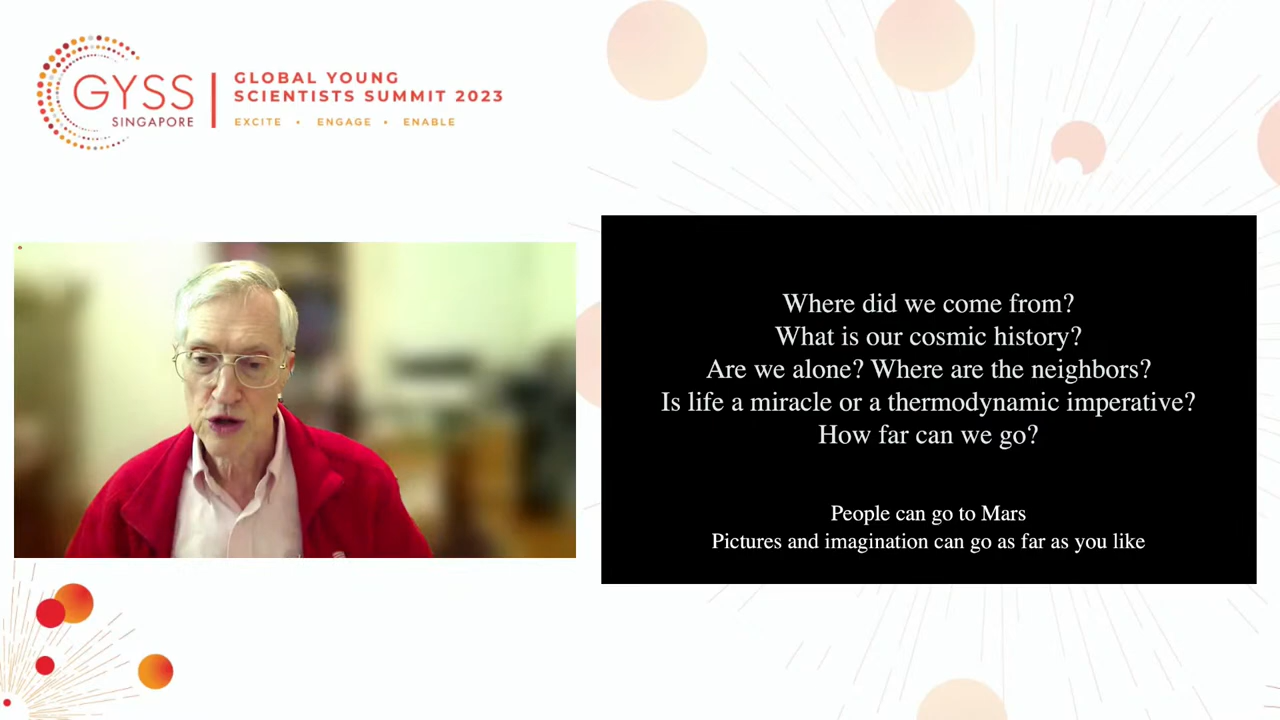 GYSS
SINGAPORE
GLOBAL YOUNG
SCIENTISTS SUMMIT 2023
EXCITE • ENGAGE • ENABLE
Where did we come from?
What is our cosmic history?
Are we alone? Where are the neighbors?
Is life a miracle or a thermodynamic imperative?
How far can we go?
People can go to Mars
Pictures and imagination can go as far as you like